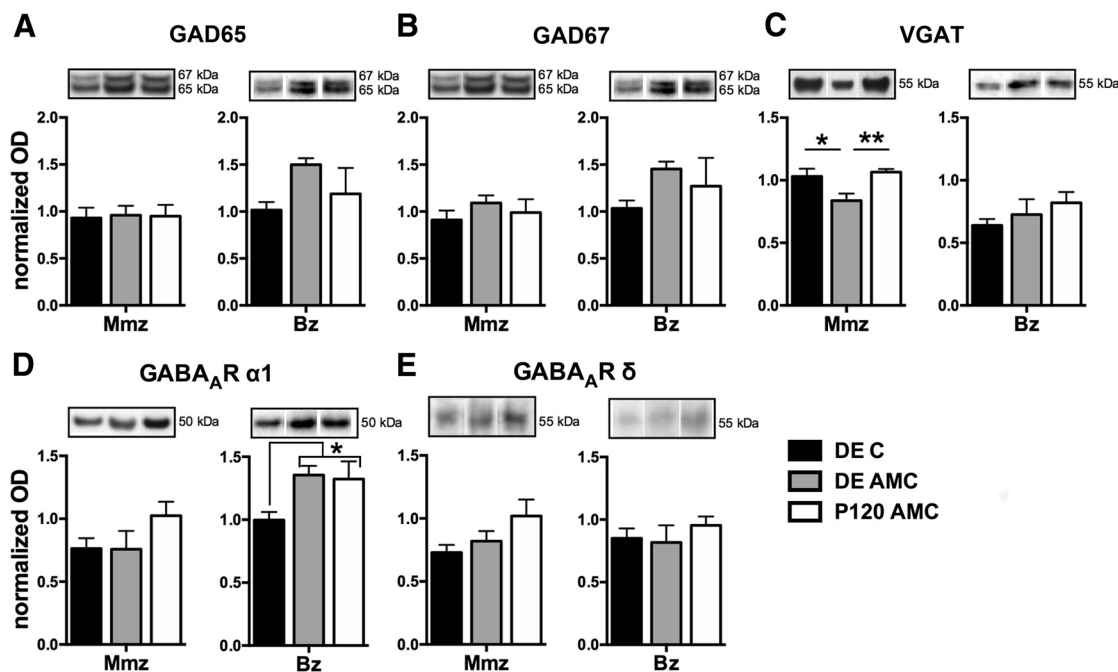 A GAD65
67 kDa
65 kDa
67 kDa
65 kDa
normalized OD
2.0
1.5
1.0
0.5
0.0
Mmz
2.0
1.5
1.0
0.5
0.0
Bz
B GAD67
67 kDa
65 kDa
67 kDa
65 kDa
2.0
1.5
1.0
0.5
0.0
Mmz
2.0
1.5
1.0
0.5
0.0
Bz
C VGAT
55 kDa
55 kDa
1.5
1.0
0.5
0.0
* **
Mmz
1.5
1.0
0.5
0.0
Bz
D GABAAR α1
50 kDa
50 kDa
normalized OD
1.5
1.0
0.5
0.0
Mmz
1.5
1.0
0.5
0.0
*
Bz
E GABAAR δ
55 kDa
55 kDa
1.5
1.0
0.5
0.0
Mmz
1.5
1.0
0.5
0.0
Bz
DE C
DE AMC
P120 AMC